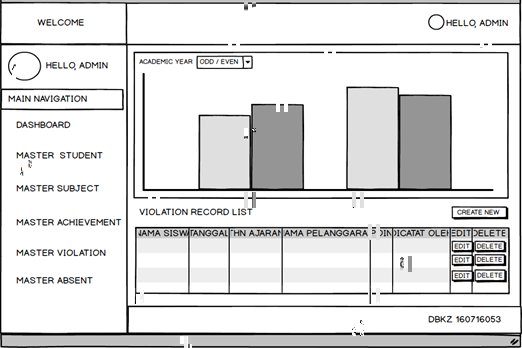 WELCOME
HELLO, ADMIN
HELLO, ADMIN
MAIN NAVIGATION
DASHBOARD
MASTER STUDENT
MASTER SUBJECT
MASTER ACHIEVEMENT
MASTER VIOLATION
MASTER ABSENT
ACADEMIC YEAR ODD / EVEN
VIOLATION RECORD LIST CREATE NEW
NAMA SISW TANGGAL THN AJARAN AMA PELANGGARA DICATAT OLEH EDIT DELETE
EDIT DELETE
EDIT DELETE
EDIT DELETE
DBKZ 160716053